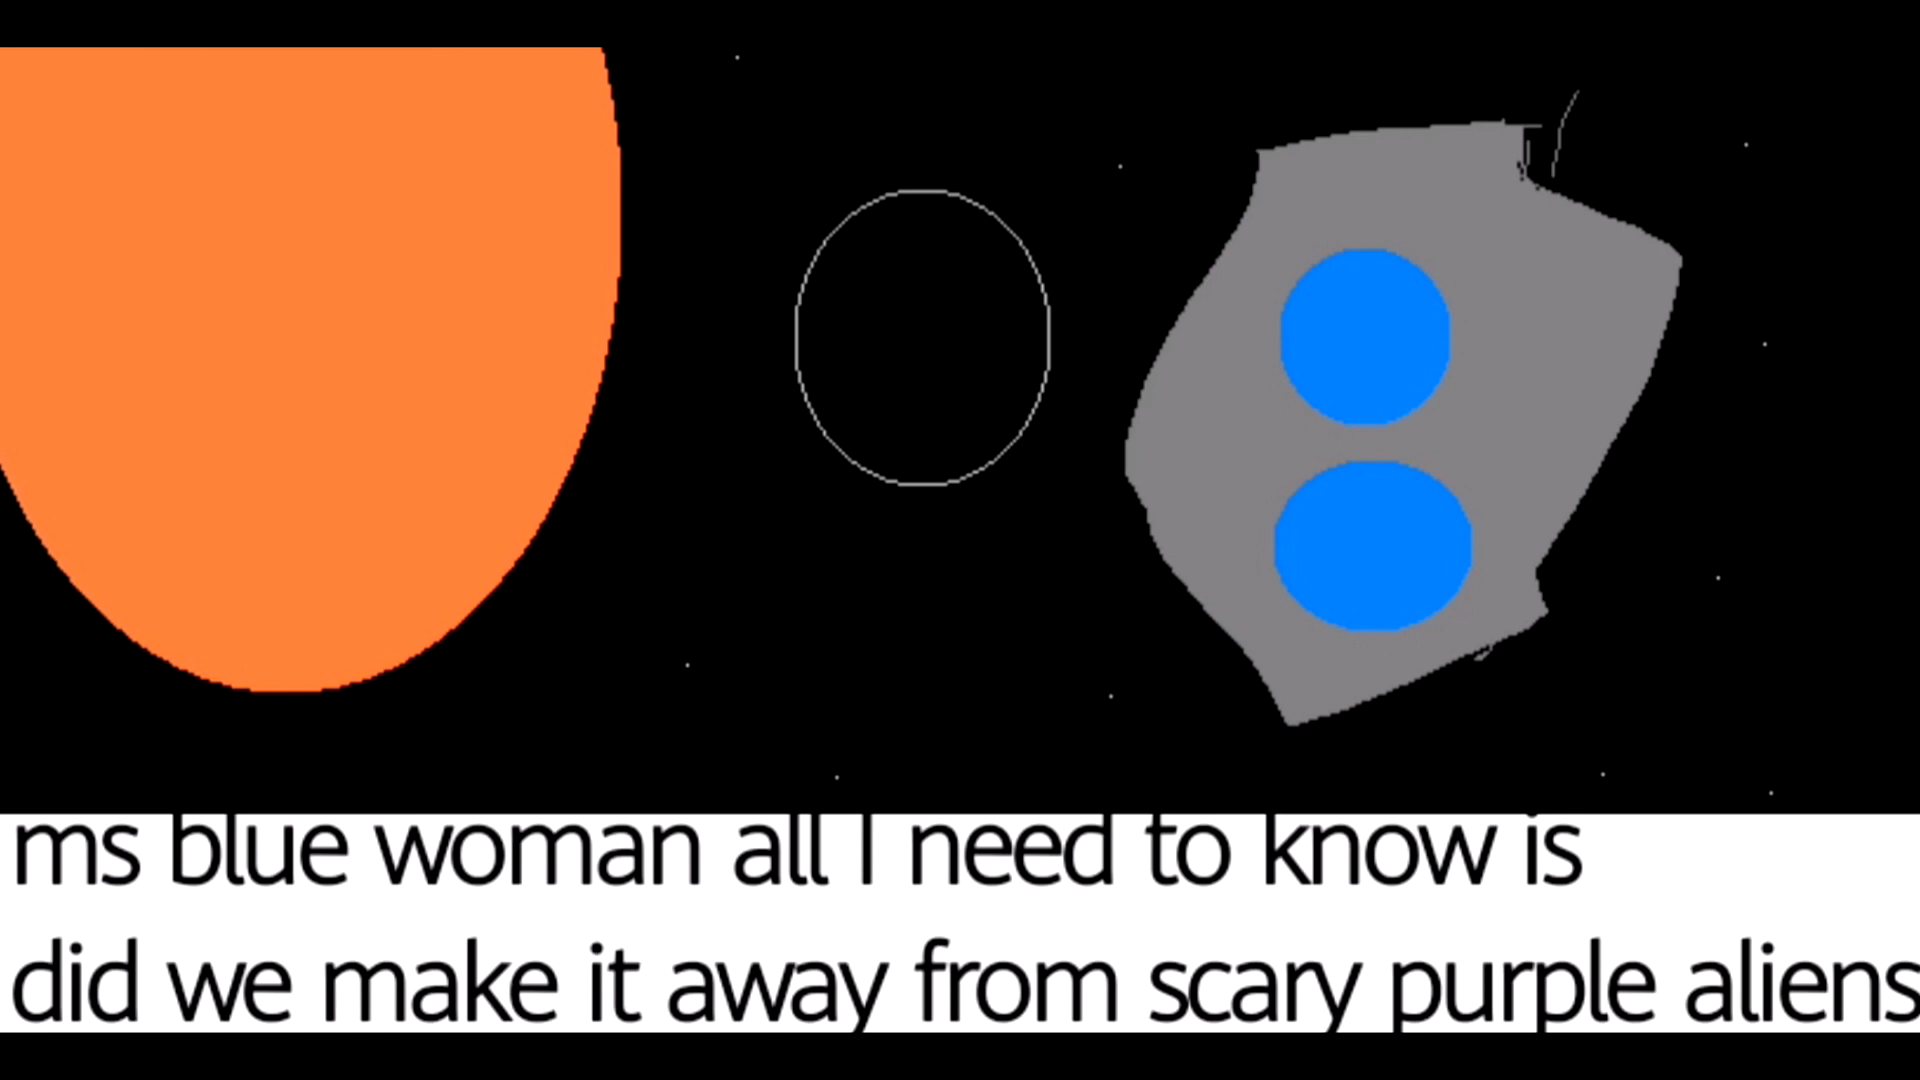 ms blue woman all I need to know is
did we make it away from scary purple aliens